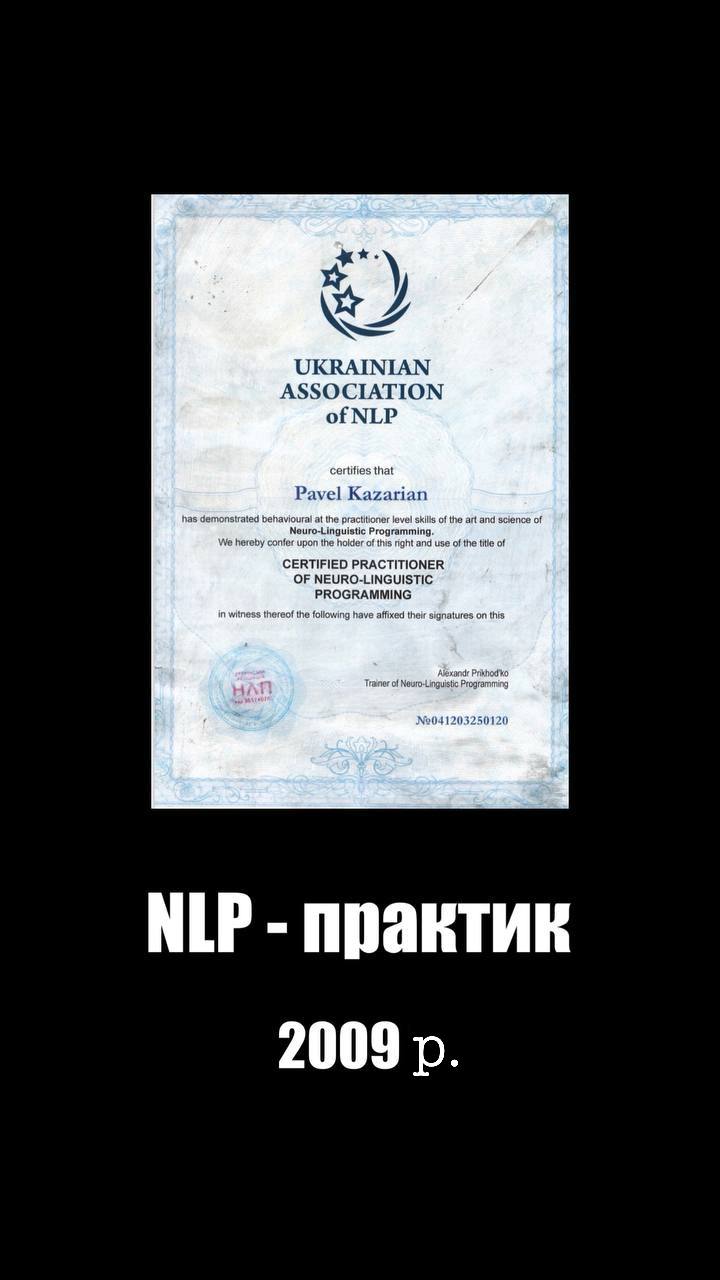 UKRAINIAN
ASSOCIATION
of NLP
certifies that
Pavel Kazarian
has demonstrated behavioural at the practitioner level skills of the art and science of
Neuro-Linguistic Programming.
We hereby confer upon the holder of this right and use of the title of
CERTIFIED PRACTITIONER
OF NEURO-LINGUISTIC
PROGRAMMING
in witness thereof the following have affixed their signatures on this
НЛП
Alexandr Prikhod'ko
Trainer of Neuro-Linguistic Programming
№041203250120
NLP - практик
2009 р.